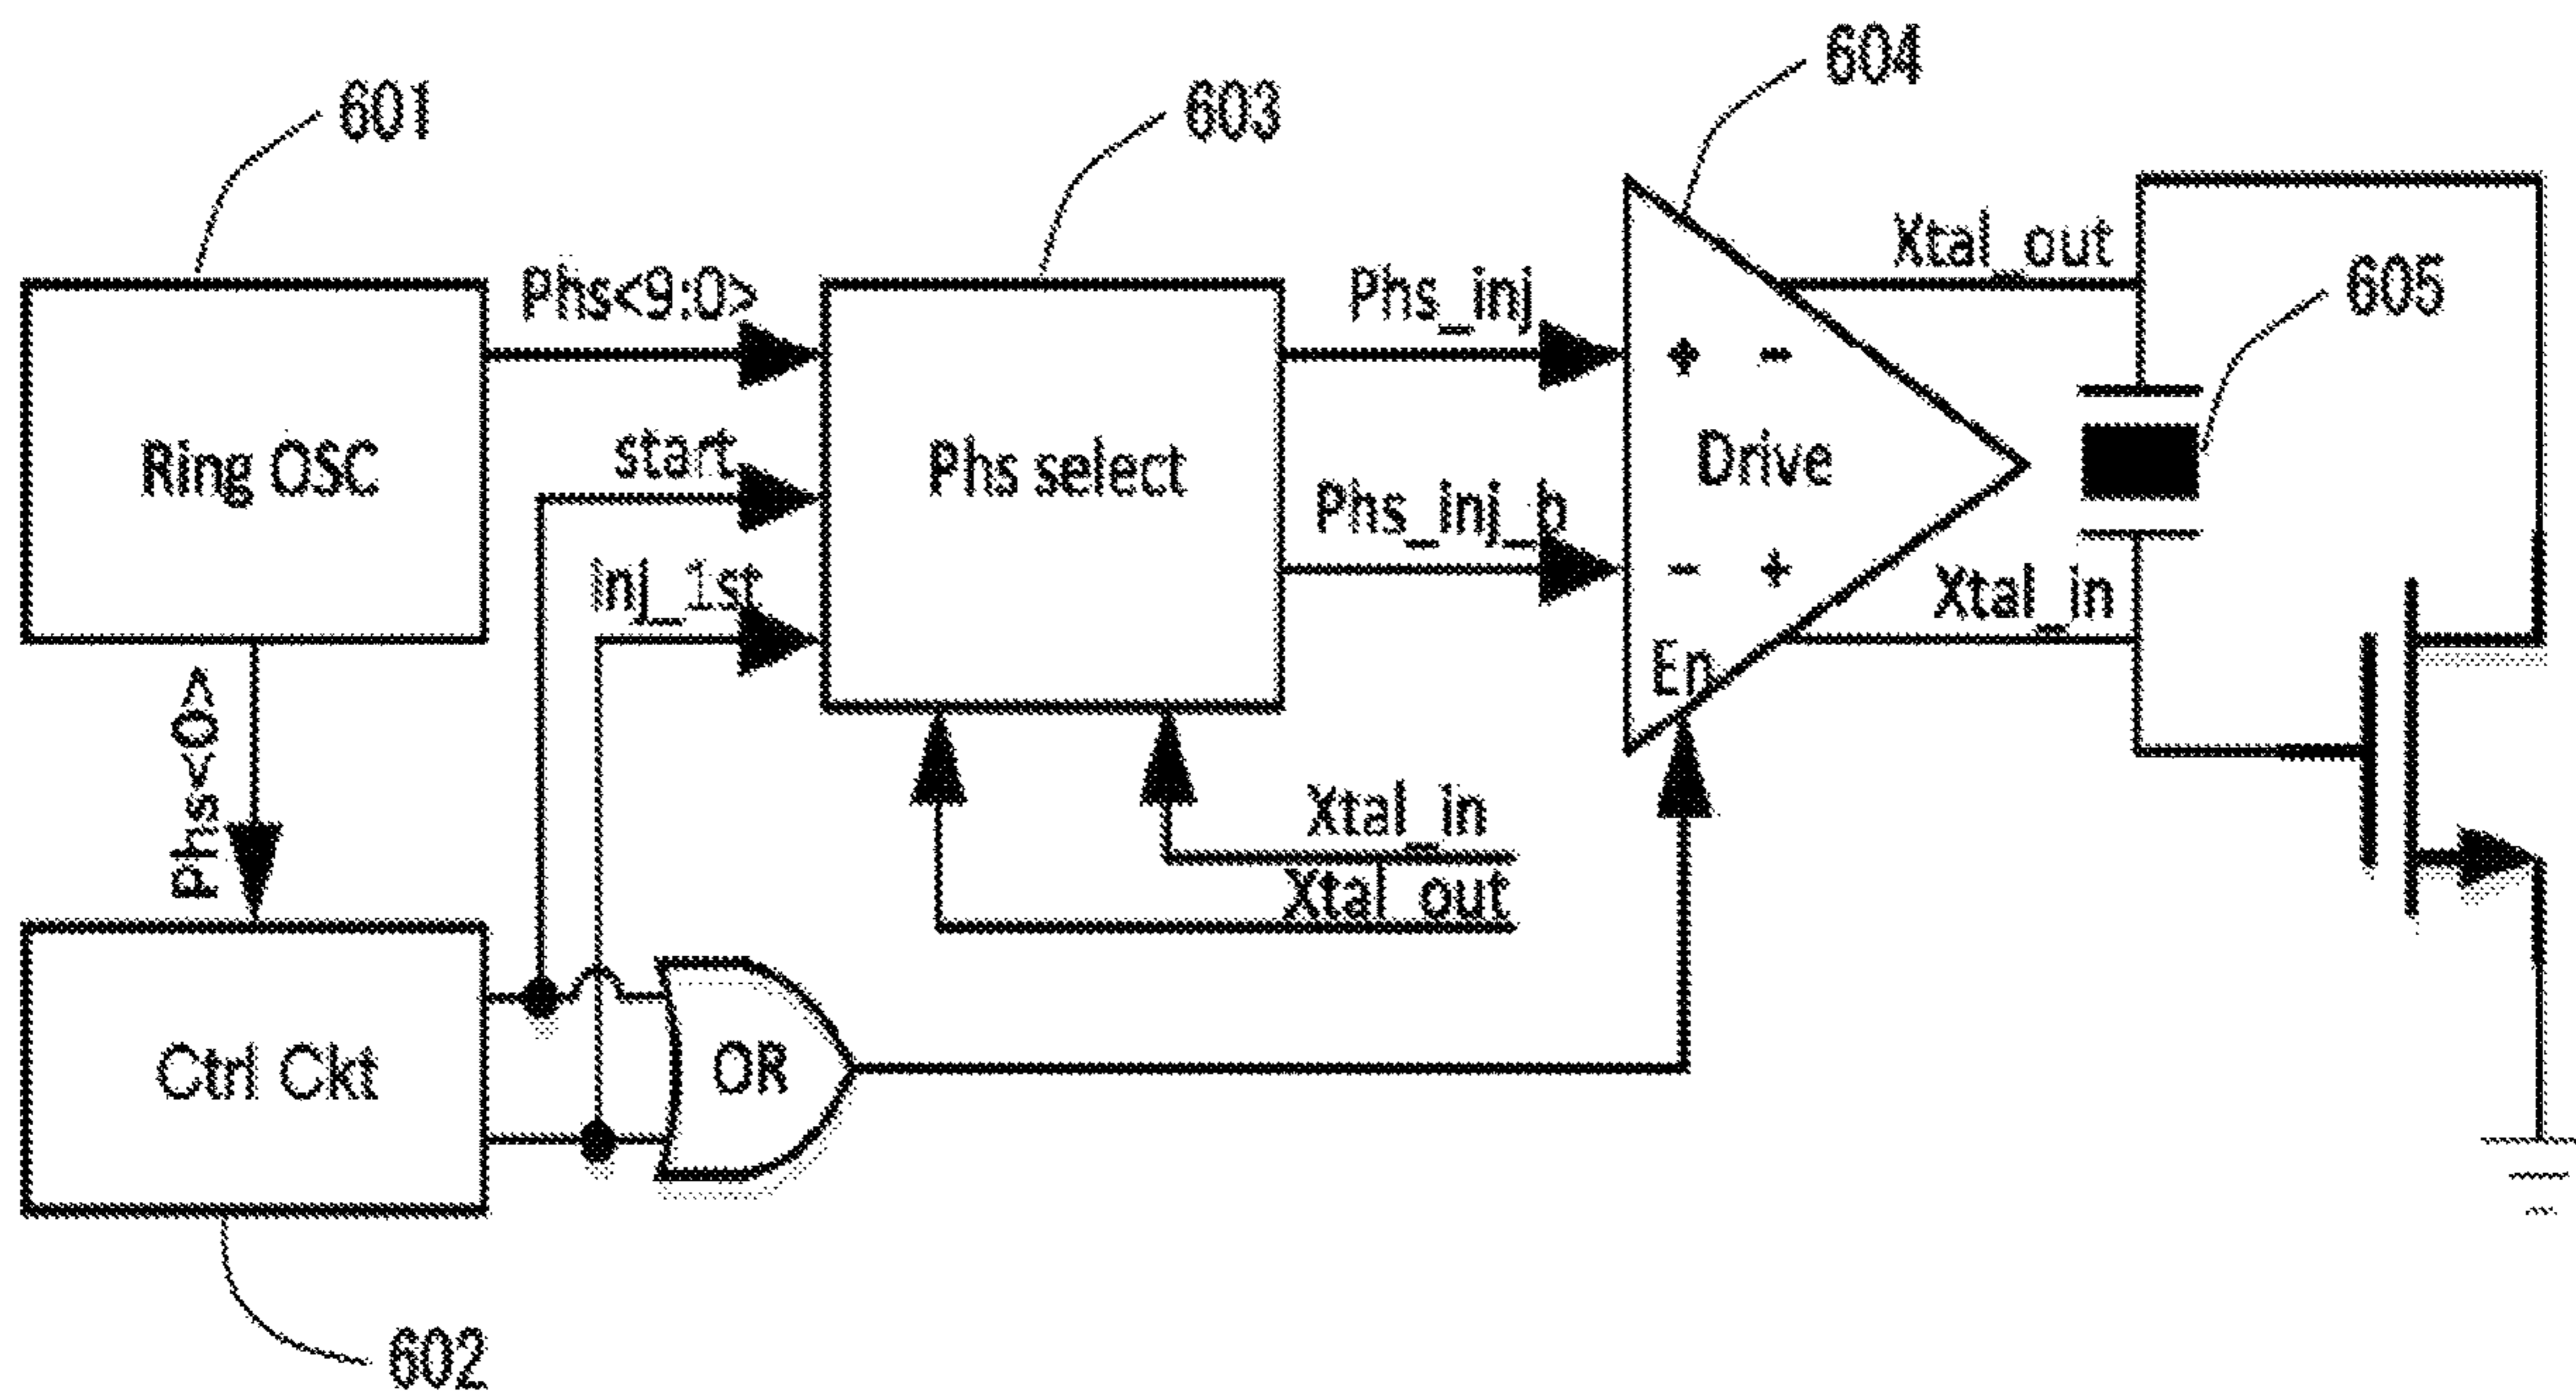 601
603
604
605
602
Ring OSC
Phs<9:0>
start
inj_1st
Phs select
Phs_inj
Phs_inj_b
+ -
Drive
- +
En
Xtal_out
Xtal_in
Phs<0>
Xtal_in
Xtal_out
Ctrl Ckt
OR